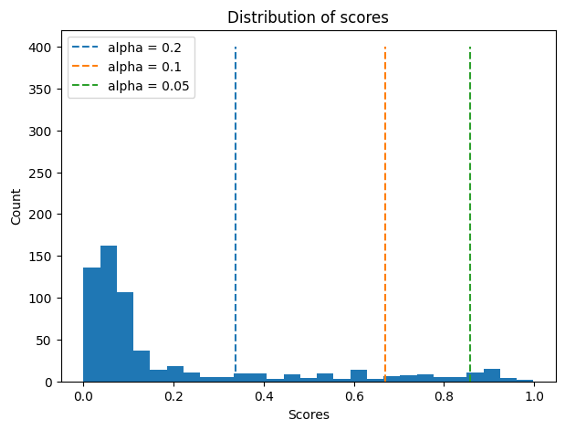 Distribution of scores
alpha = 0.2
alpha = 0.1
alpha = 0.05
400
350
300
250
200
150
100
50
0
Count
0.0 0.2 0.4 0.6 0.8 1.0
Scores